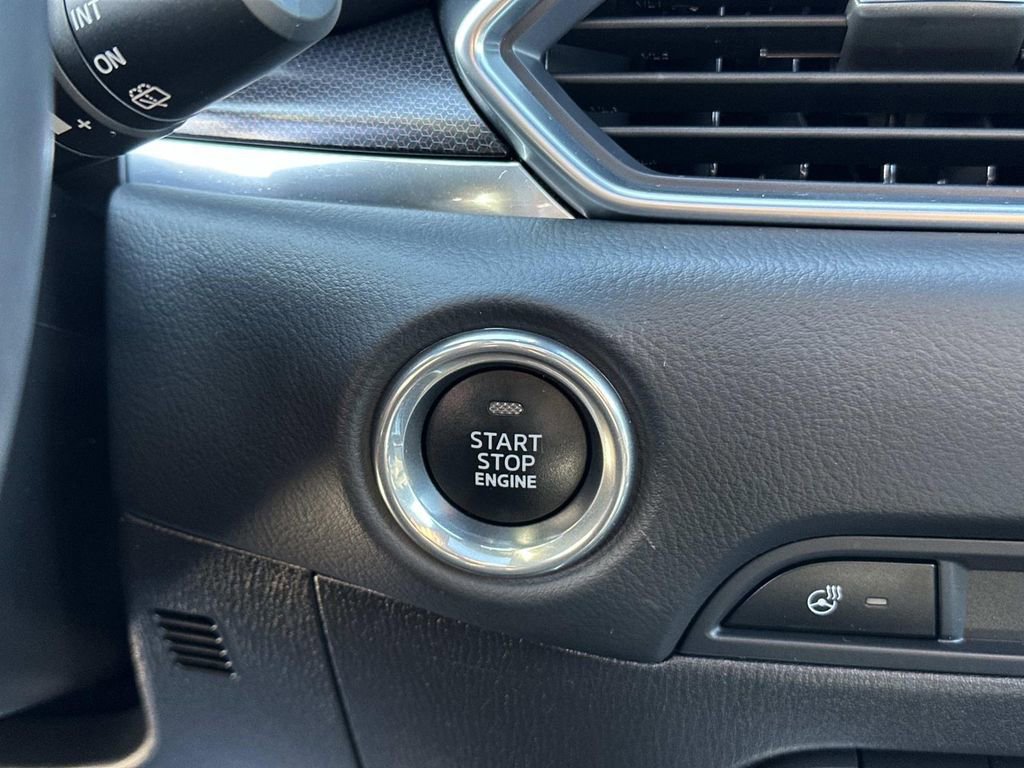 INT
ON
+
START
STOP
ENGINE